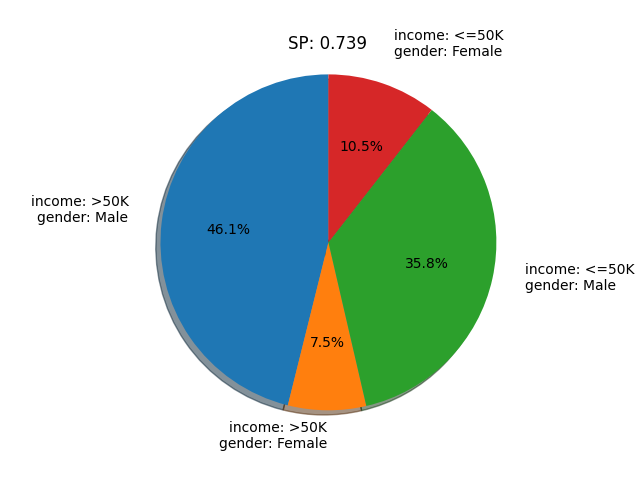 SP: 0.739
income: <=50K
gender: Female
10.5%
income: >50K
gender: Male
46.1%
35.8%
income: <=50K
gender: Male
7.5%
income: >50K
gender: Female